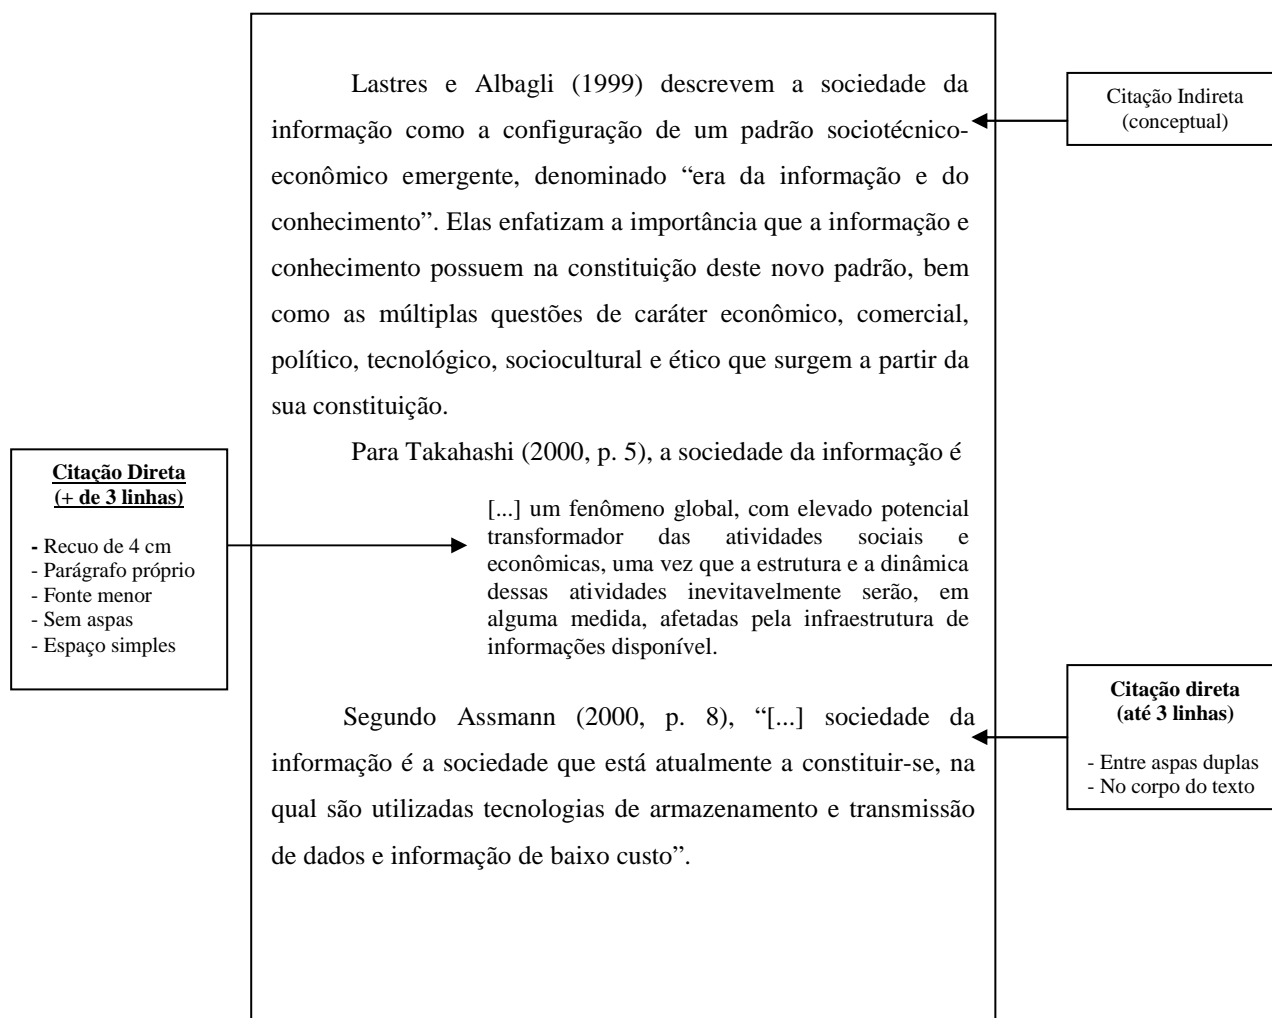 Lastres e Albagli (1999) descrevem a sociedade da
informação como a configuração de um padrão sociotécnico-
econômico emergente, denominado “era da informação e do
conhecimento”. Elas enfatizam a importância que a informação e
conhecimento possuem na constituição deste novo padrão, bem
como as múltiplas questões de caráter econômico, comercial,
político, tecnológico, sociocultural e ético que surgem a partir da
sua constituição.
Citação Indireta
(conceptual)
Para Takahashi (2000, p. 5), a sociedade da informação é
Citação Direta
(+ de 3 linhas)
- Recuo de 4 cm
- Parágrafo próprio
- Fonte menor
- Sem aspas
- Espaço simples
[...] um fenômeno global, com elevado potencial
transformador das atividades sociais e
econômicas, uma vez que a estrutura e a dinâmica
dessas atividades inevitavelmente serão, em
alguma medida, afetadas pela infraestrutura de
informações disponível.
Segundo Assmann (2000, p. 8), “[...] sociedade da
informação é a sociedade que está atualmente a constituir-se, na
qual são utilizadas tecnologias de armazenamento e transmissão
de dados e informação de baixo custo”.
Citação direta
(até 3 linhas)
- Entre aspas duplas
- No corpo do texto